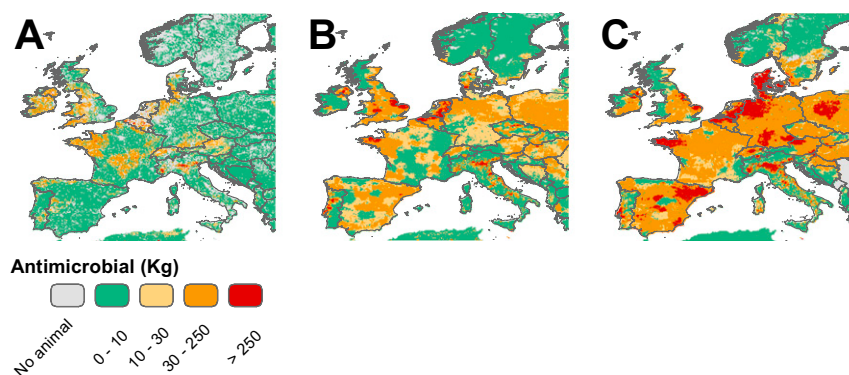 A
B
C
Antimicrobial (Kg)
No animal
0 - 10
10 - 30
30 - 250
> 250